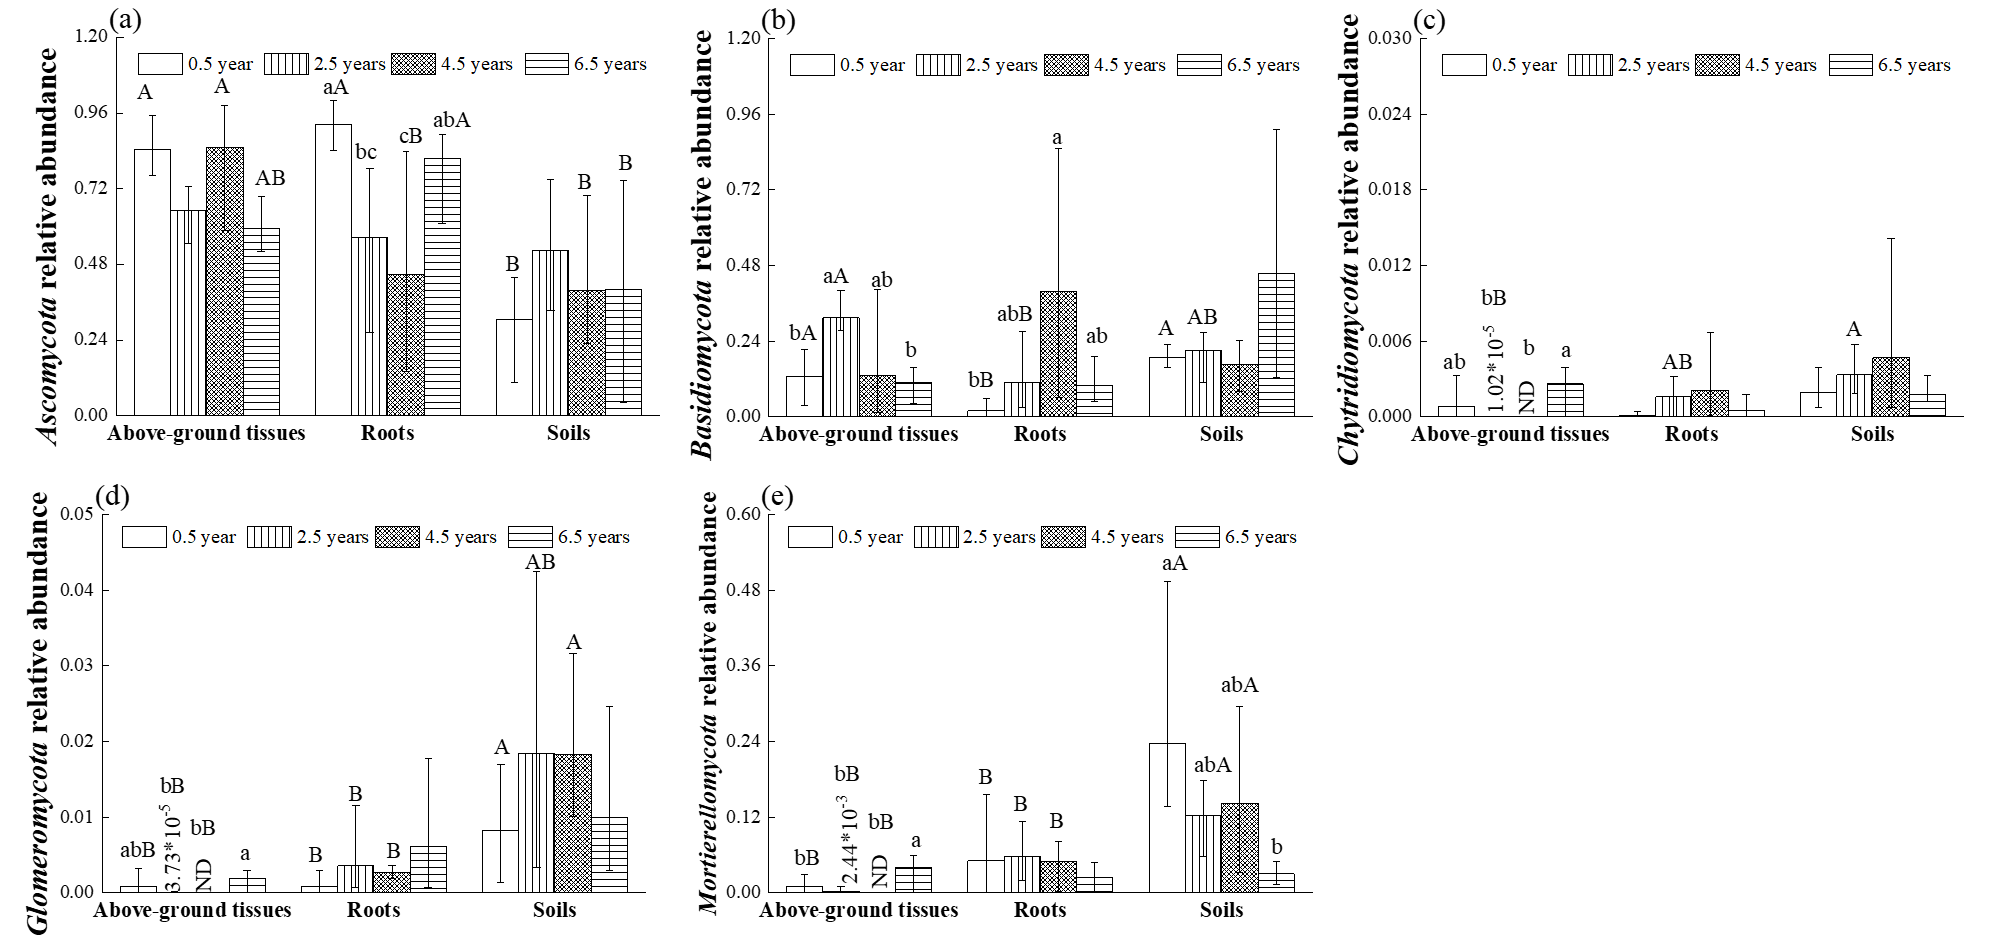 (a)
1.20
0.96
0.72
0.48
0.24
0.00
Ascomycota relative abundance
0.5 year 2.5 years 4.5 years 6.5 years
A A AB
aA bc cB abA
B B B
Above-ground tissues Roots Soils
(b)
1.20
0.96
0.72
0.48
0.24
0.00
Basidiomycota relative abundance
0.5 year 2.5 years 4.5 years 6.5 years
bA aA ab b
bB abB a ab
A AB
Above-ground tissues Roots Soils
(c)
0.030
0.024
0.018
0.012
0.006
0.000
Chytridiomycota relative abundance
0.5 year 2.5 years 4.5 years 6.5 years
ab bB b a
1.02*10-5
ND
AB
A
Above-ground tissues Roots Soils
(d)
0.05
0.04
0.03
0.02
0.01
0.00
Glomeromycota relative abundance
0.5 year 2.5 years 4.5 years 6.5 years
abB bB bB a
3.73*10-5
ND
B B B
A AB A
Above-ground tissues Roots Soils
(e)
0.60
0.48
0.36
0.24
0.12
0.00
Mortierellomycota relative abundance
0.5 year 2.5 years 4.5 years 6.5 years
bB bB bB a
2.44*10-3
ND
B B B
aA abA abA b
Above-ground tissues Roots Soils